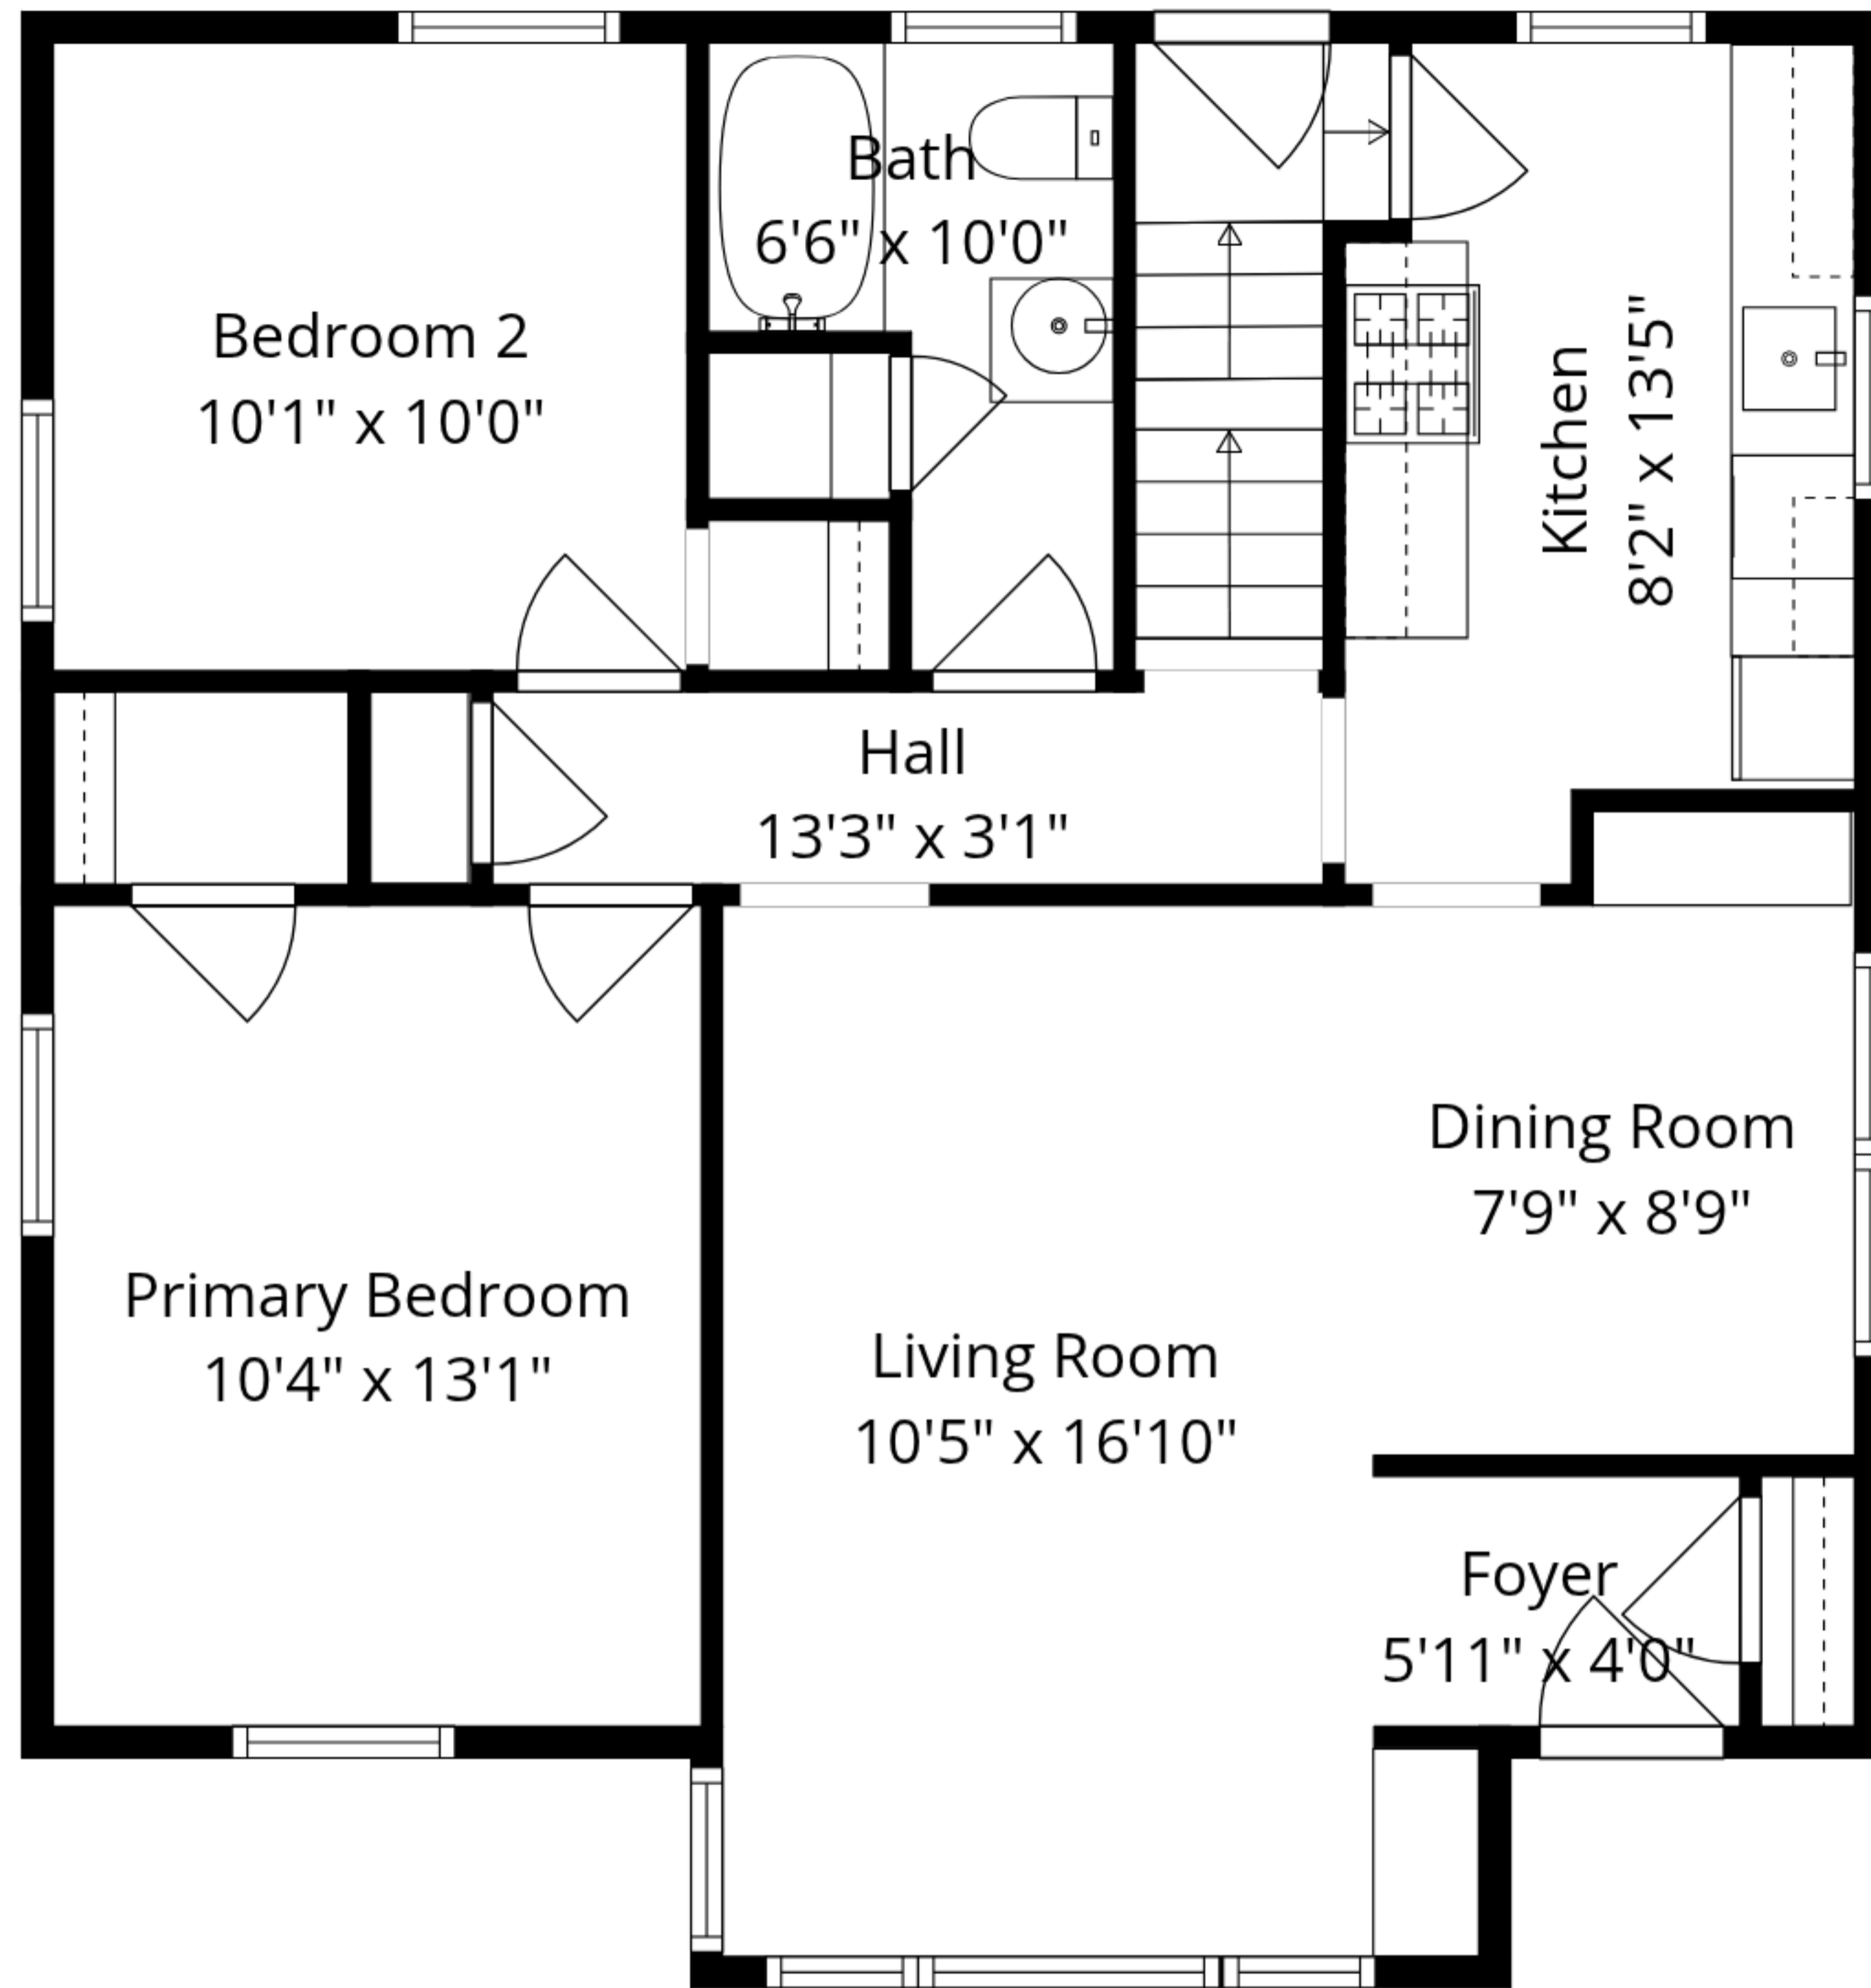 Bath
6'6" x 10'0"
Bedroom 2
10'1" x 10'0"
Kitchen
8'2" x 13'5"
Hall
13'3" x 3'1"
Dining Room
7'9" x 8'9"
Primary Bedroom
10'4" x 13'1"
Living Room
10'5" x 16'10"
Foyer
5'11" x 4'0"